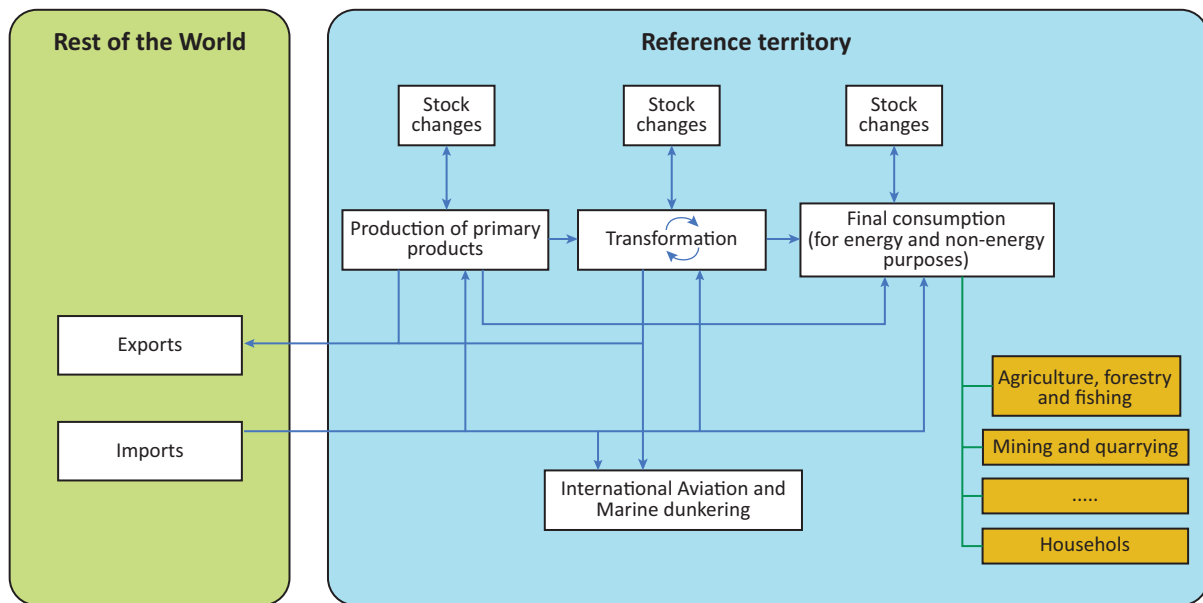 Rest of the World
Reference territory
Stock
changes
Stock
changes
Stock
changes
Production of primary
products
Transformation
Final consumption
(for energy and non-energy
purposes)
Exports
Imports
International Aviation and
Marine dunkering
Agriculture, forestry
and fishing
Mining and quarrying
.....
Househols